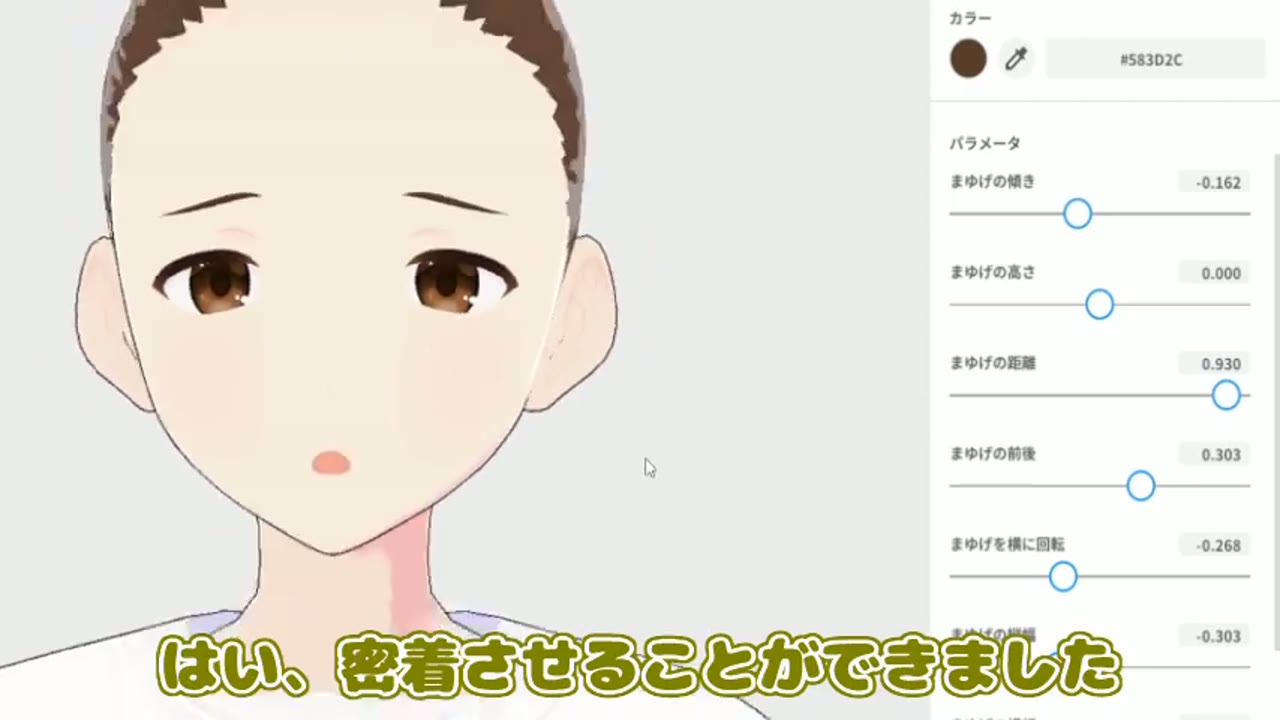 カラー
#583D2C
パラメータ
まゆげの傾き
-0.162
まゆげの高さ
0.000
まゆげの距離
0.930
まゆげの前後
0.303
まゆげを横に回転
-0.268
-0.303
はい、密着させることができました